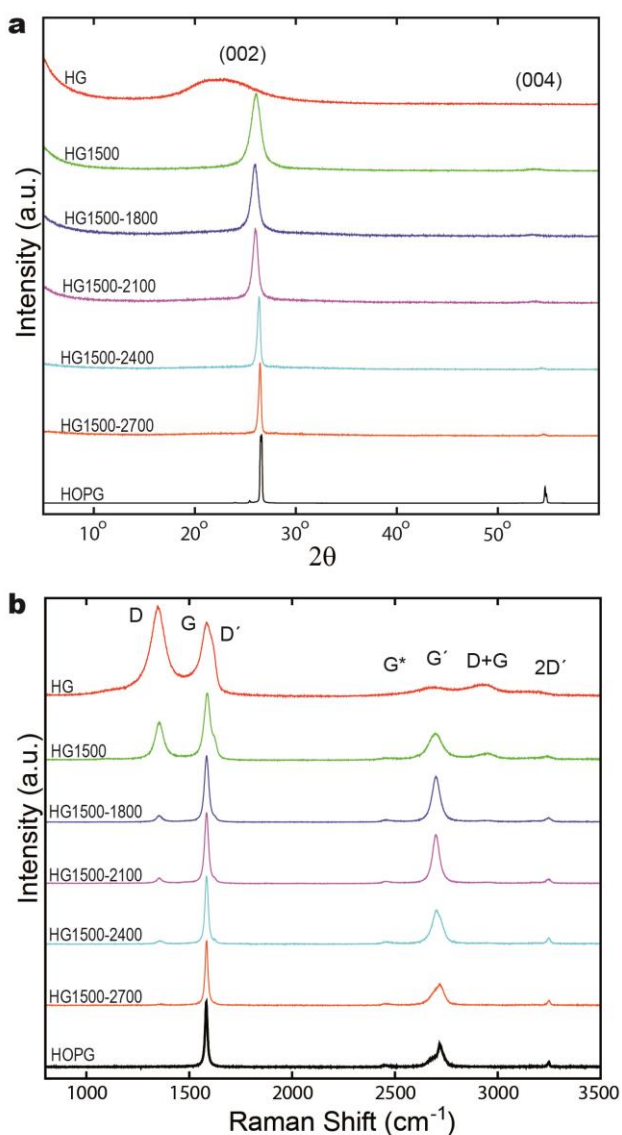 a
(002)
(004)
HG
HG1500
HG1500-1800
HG1500-2100
HG1500-2400
HG1500-2700
HOPG
Intensity (a.u.)
10° 20° 30° 40° 50°
2θ
b
D G D´ G* G´ D+G 2D´
HG
HG1500
HG1500-1800
HG1500-2100
HG1500-2400
HG1500-2700
HOPG
Intensity (a.u.)
1000 1500 2000 2500 3000 3500
Raman Shift (cm⁻¹)